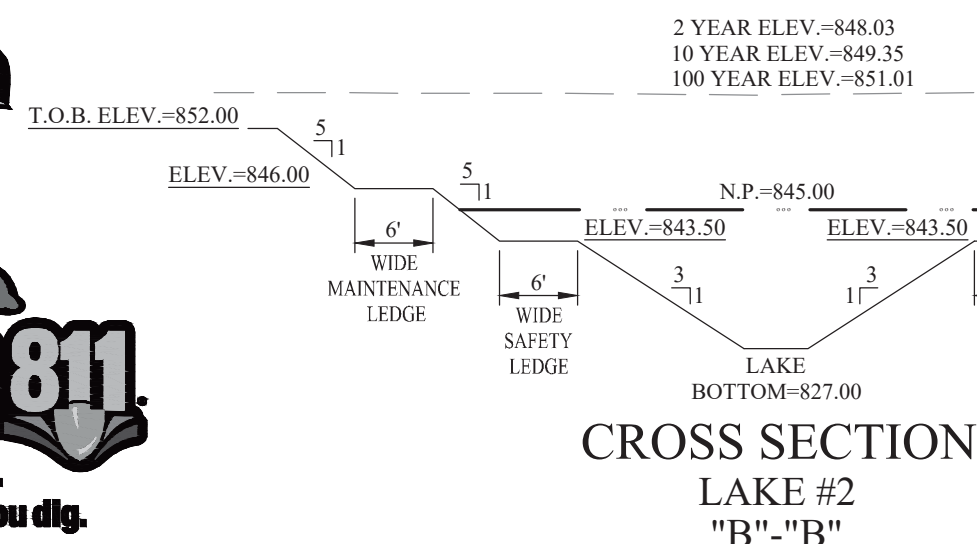 2 YEAR ELEV.=848.03
10 YEAR ELEV.=849.35
100 YEAR ELEV.=851.01
T.O.B. ELEV.=852.00
5
1
ELEV.=846.00
5
1
N.P.=845.00
ELEV.=843.50
ELEV.=843.50
6'
WIDE
MAINTENANCE
LEDGE
6'
WIDE
SAFETY
LEDGE
3
1
3
1
LAKE
BOTTOM=827.00
811.
CROSS SECTION
LAKE #2
"B"-"B"
dig.